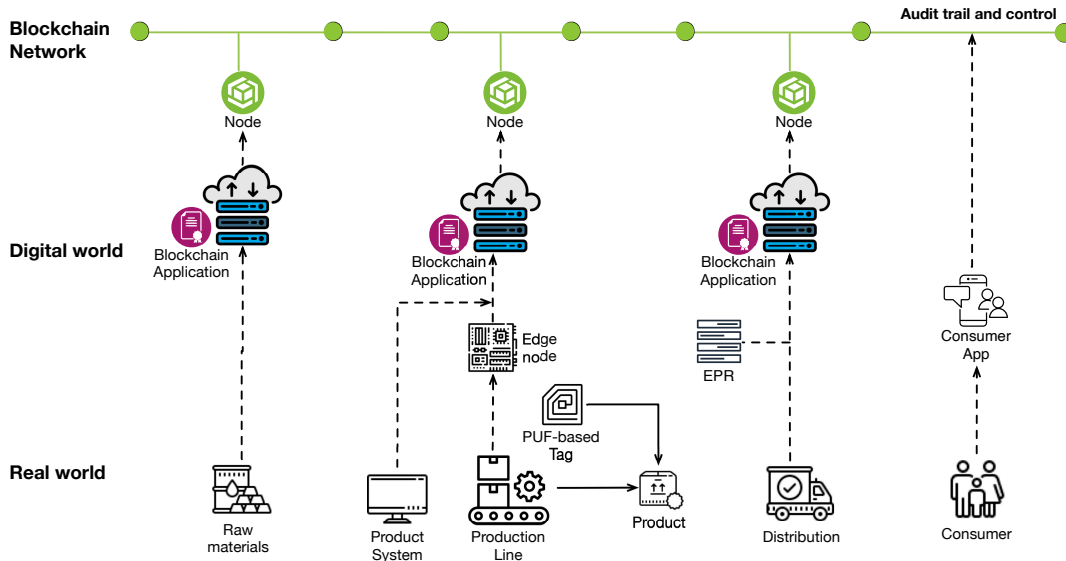 Audit trail and control
Blockchain
Network
Node
Node
Node
Digital world
Blockchain
Application
Blockchain
Application
Blockchain
Application
Edge
node
EPR
Consumer
App
PUF-based
Tag
Real world
Raw
materials
Product
System
Production
Line
Product
Distribution
Consumer